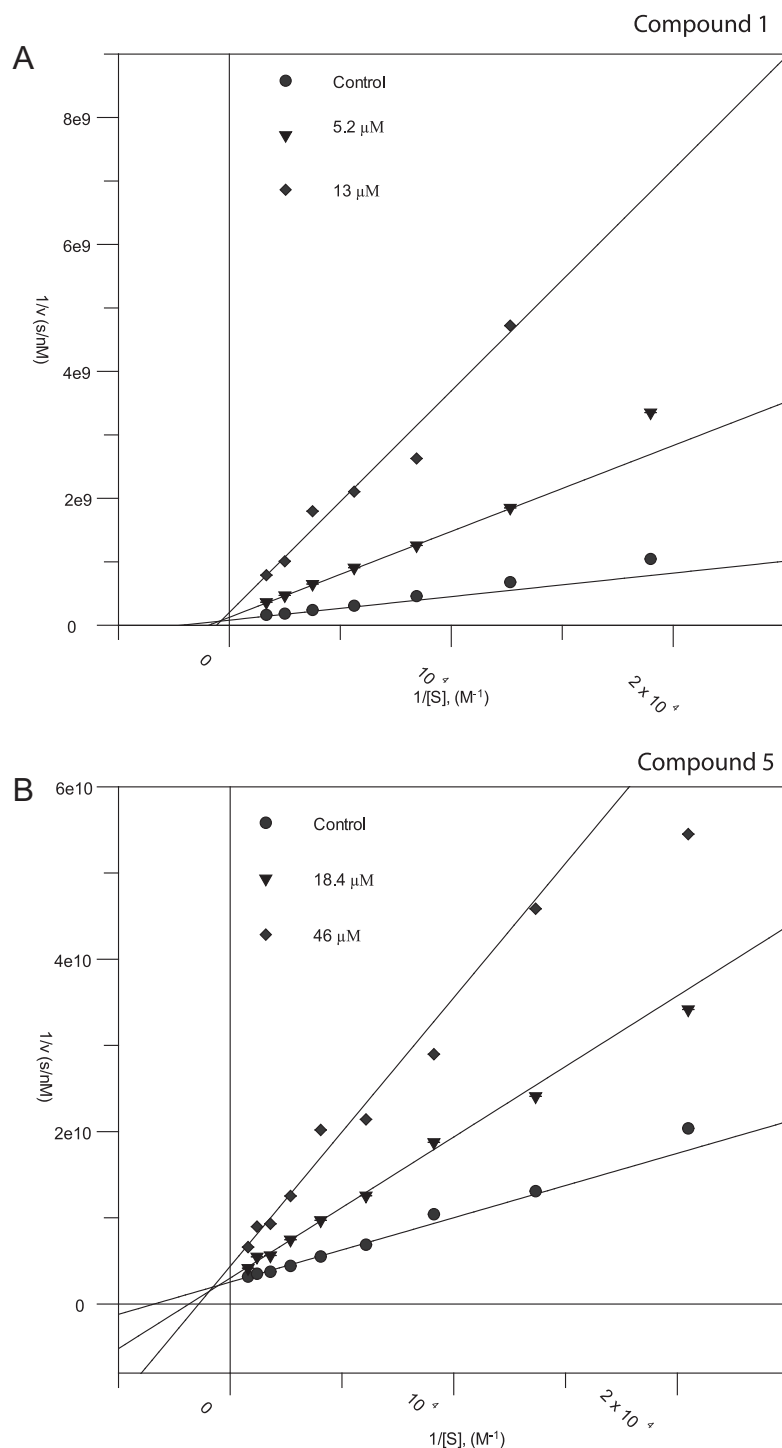 Compound 1
A
Control
5.2 μM
13 μM
8e9
6e9
4e9
2e9
0
1/v (s/nM)
0
10 4
2 x 10 4
1/[S], (M-1)
Compound 5
B
6e10
Control
18.4 μM
46 μM
4e10
2e10
0
1/v (s/nM)
0
10 4
2 x 10 4
1/[S], (M-1)